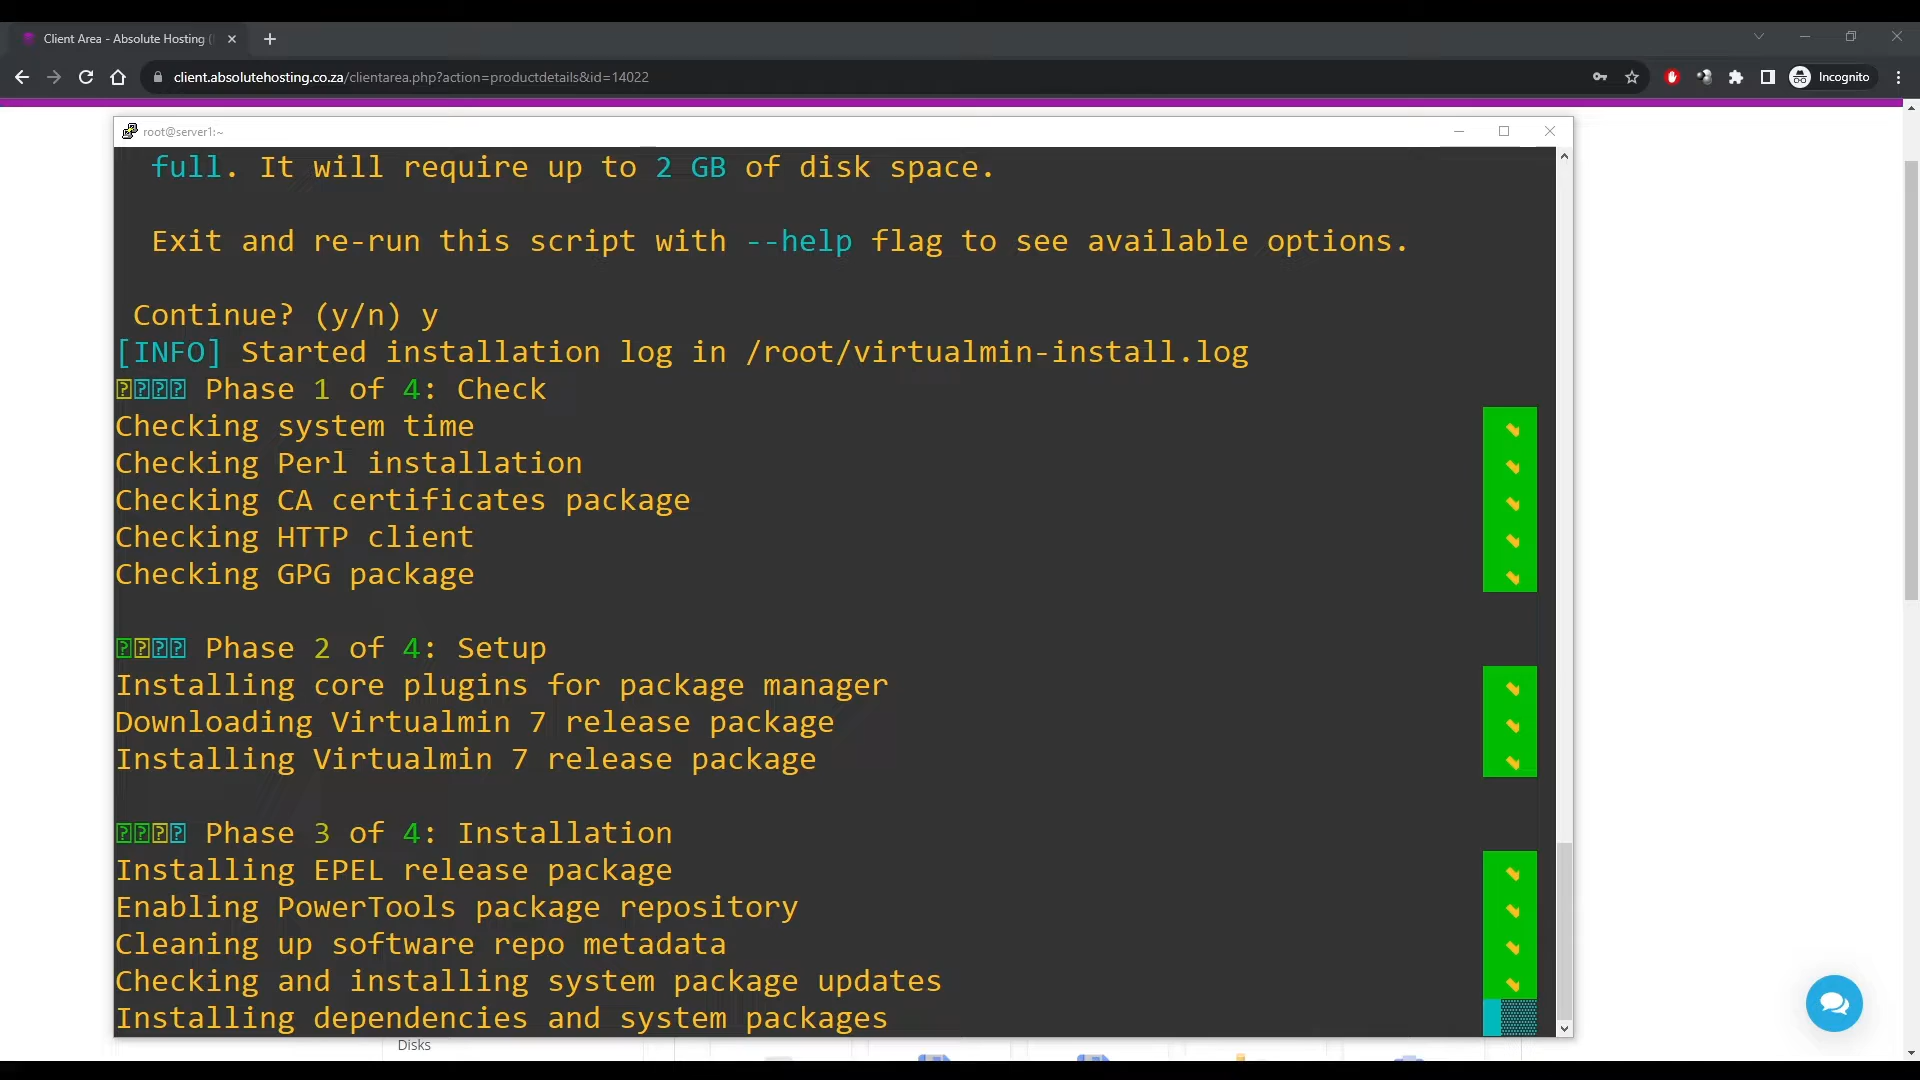 Client Area - Absolute Hosting (
client.absolutehosting.co.za/clientarea.php?action=productdetails&id=14022
Incognito
root@server1:~
full. It will require up to 2 GB of disk space.
Exit and re-run this script with --help flag to see available options.
Continue? (y/n) y
[INFO] Started installation log in /root/virtualmin-install.log
Phase 1 of 4: Check
Checking system time
Checking Perl installation
Checking CA certificates package
Checking HTTP client
Checking GPG package
Phase 2 of 4: Setup
Installing core plugins for package manager
Downloading Virtualmin 7 release package
Installing Virtualmin 7 release package
Phase 3 of 4: Installation
Installing EPEL release package
Enabling PowerTools package repository
Cleaning up software repo metadata
Checking and installing system package updates
Installing dependencies and system packages
Disks